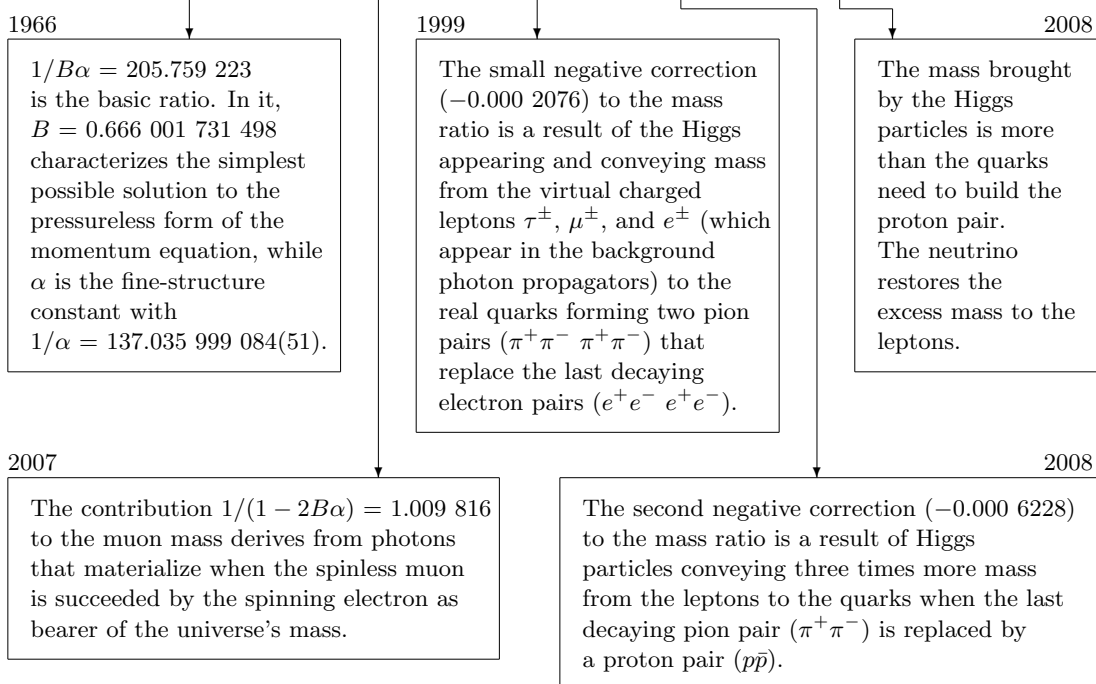 1966
1/Bα = 205.759 223
is the basic ratio. In it,
B = 0.666 001 731 498
characterizes the simplest
possible solution to the
pressureless form of the
momentum equation, while
α is the fine-structure
constant with
1/α = 137.035 999 084(51).
1999
The small negative correction
(−0.000 2076) to the mass
ratio is a result of the Higgs
appearing and conveying mass
from the virtual charged
leptons τ±, μ±, and e± (which
appear in the background
photon propagators) to the
real quarks forming two pion
pairs (π⁺π⁻ π⁺π⁻) that
replace the last decaying
electron pairs (e⁺e⁻ e⁺e⁻).
2008
The mass brought
by the Higgs
particles is more
than the quarks
need to build the
proton pair.
The neutrino
restores the
excess mass to the
leptons.
2007
The contribution 1/(1 − 2Bα) = 1.009 816
to the muon mass derives from photons
that materialize when the spinless muon
is succeeded by the spinning electron as
bearer of the universe's mass.
2008
The second negative correction (−0.000 6228)
to the mass ratio is a result of Higgs
particles conveying three times more mass
from the leptons to the quarks when the last
decaying pion pair (π⁺π⁻) is replaced by
a proton pair (pp̄).